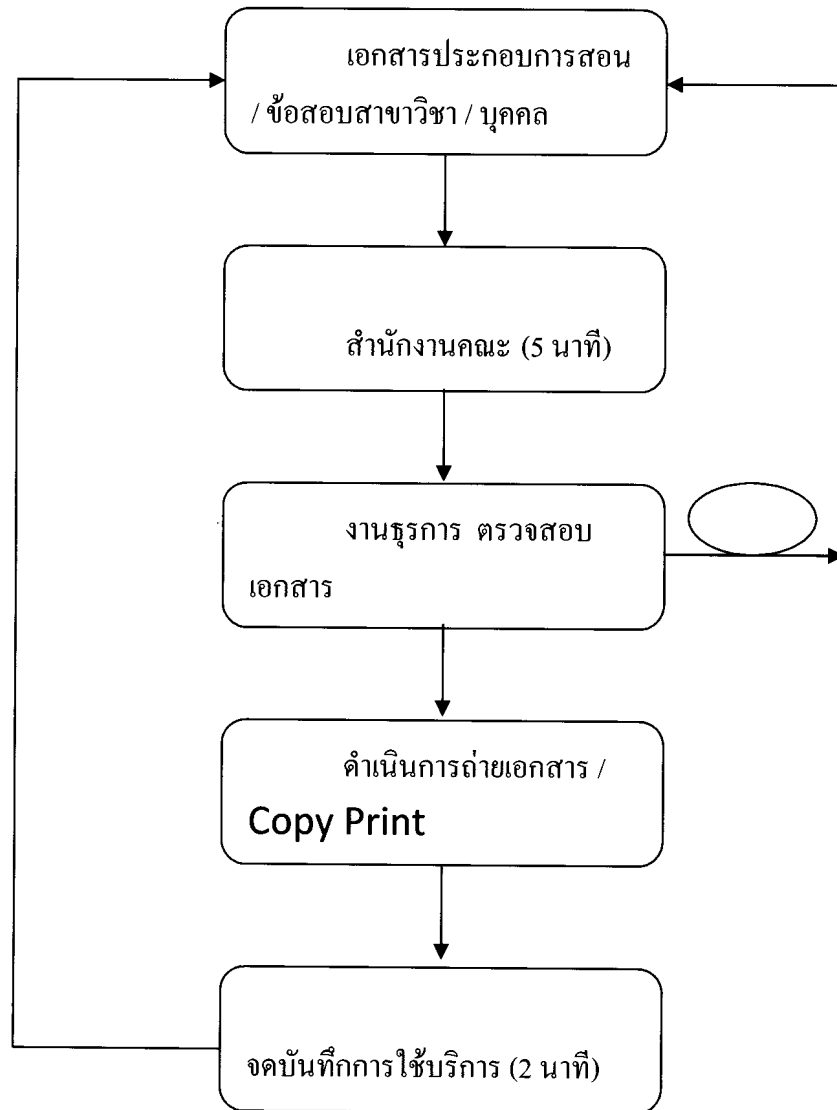 เอกสารประกอบการสอน
/ ข้อสอบสาขาวิชา / บุคคล
สำนักงานคณะ (5 นาที)
งานธุรการ ตรวจสอบ
เอกสาร
ดำเนินการถ่ายเอกสาร /
Copy Print
จดบันทึกการใช้บริการ (2 นาที)